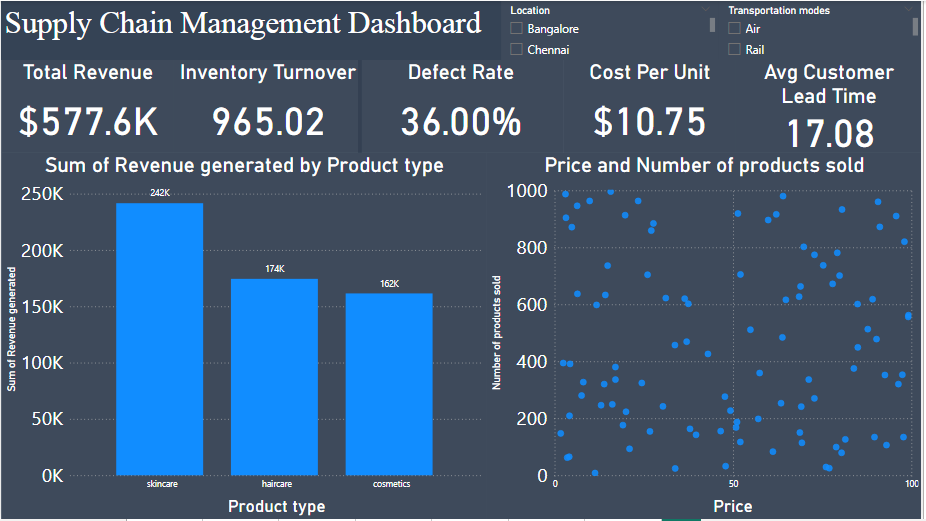 Supply Chain Management Dashboard
Location
Bangalore
Chennai
Transportation modes
Air
Rail
Total Revenue
$577.6K
Inventory Turnover
965.02
Defect Rate
36.00%
Cost Per Unit
$10.75
Avg Customer
Lead Time
17.08
Sum of Revenue generated by Product type
Sum of Revenue generated
250K
200K
150K
100K
50K
0K
242K
174K
162K
skincare
haircare
cosmetics
Product type
Price and Number of products sold
Number of products sold
1000
800
600
400
200
0
0
50
100
Price